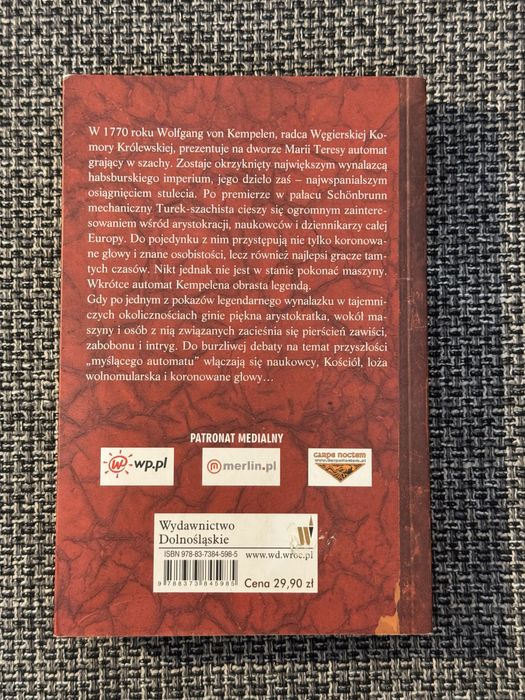 W 1770 roku Wolfgang von Kempelen, radca Węgierskiej Ko-
mory Królewskiej, prezentuje na dworze Marii Teresy automat
grający w szachy. Zostaje okrzyknięty największym wynalazcą
habsburskiego imperium, jego dzieło zaś – najwspanialszym
osiągnięciem stulecia. Po premierze w pałacu Schönbrunn
mechaniczny Turek-szachista cieszy się ogromnym zaintere-
sowaniem wśród arystokracji, naukowców i dziennikarzy całej
Europy. Do pojedynku z nim przystępują nie tylko koronowa-
ne głowy i znane osobistości, lecz również najlepsi gracze tam-
tych czasów. Nikt jednak nie jest w stanie pokonać maszyny.
Wkrótce automat Kempelena obrasta legendą.
Gdy po jednym z pokazów legendarnego wynalazku w tajemni-
czych okolicznościach ginie piękna arystokratka, wokół ma-
szyny i osób z nią związanych zacieśnia się pierścień zawiści,
zabobonu i intryg. Do burzliwej debaty na temat przyszłości
„myślącego automatu” włączają się naukowcy, Kościół, loża
wolnomularska i koronowane głowy…
PATRONAT MEDIALNY
w wp.pl
m merlin.pl
CARPE NOCTEM
www.carpenoctem.pl
Wydawnictwo
Dolnośląskie
W
ISBN 978-83-7384-598-5
www.wd.wroc.pl
9 788373 845985
Cena 29,90 zł